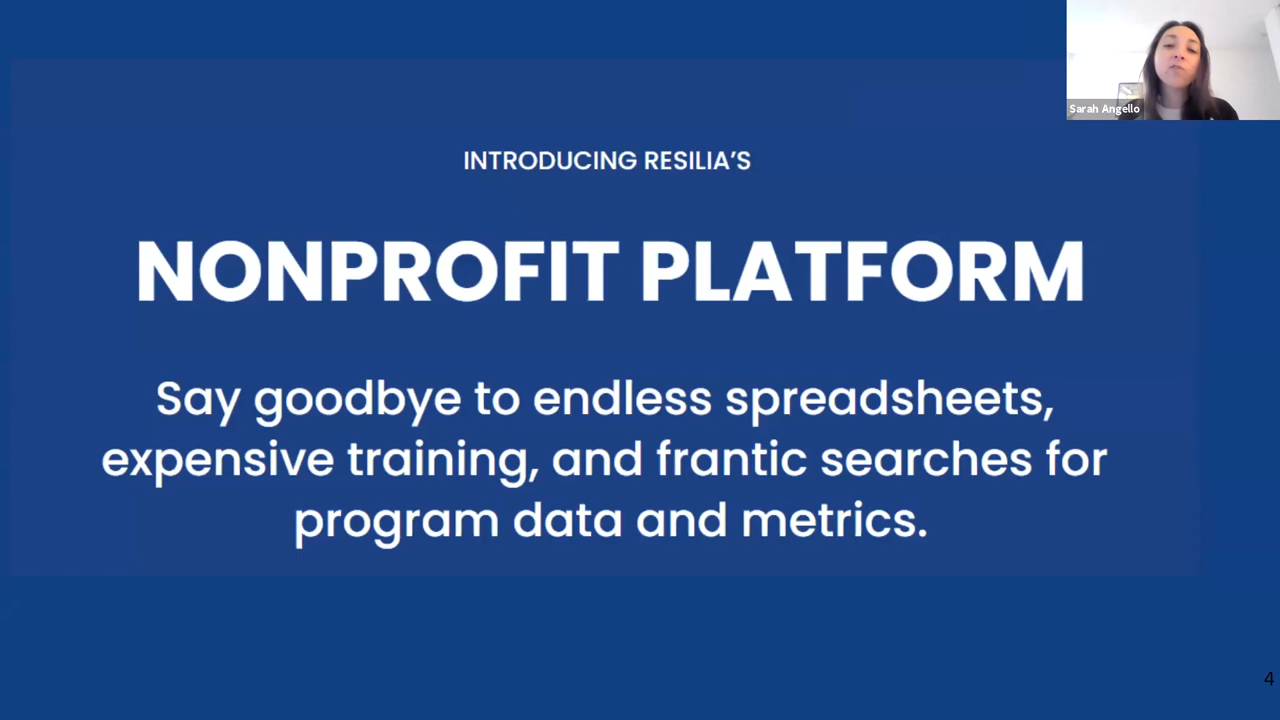 Sarah Angello
INTRODUCING RESILIA’S
NONPROFIT PLATFORM
Say goodbye to endless spreadsheets,
expensive training, and frantic searches for
program data and metrics.
4